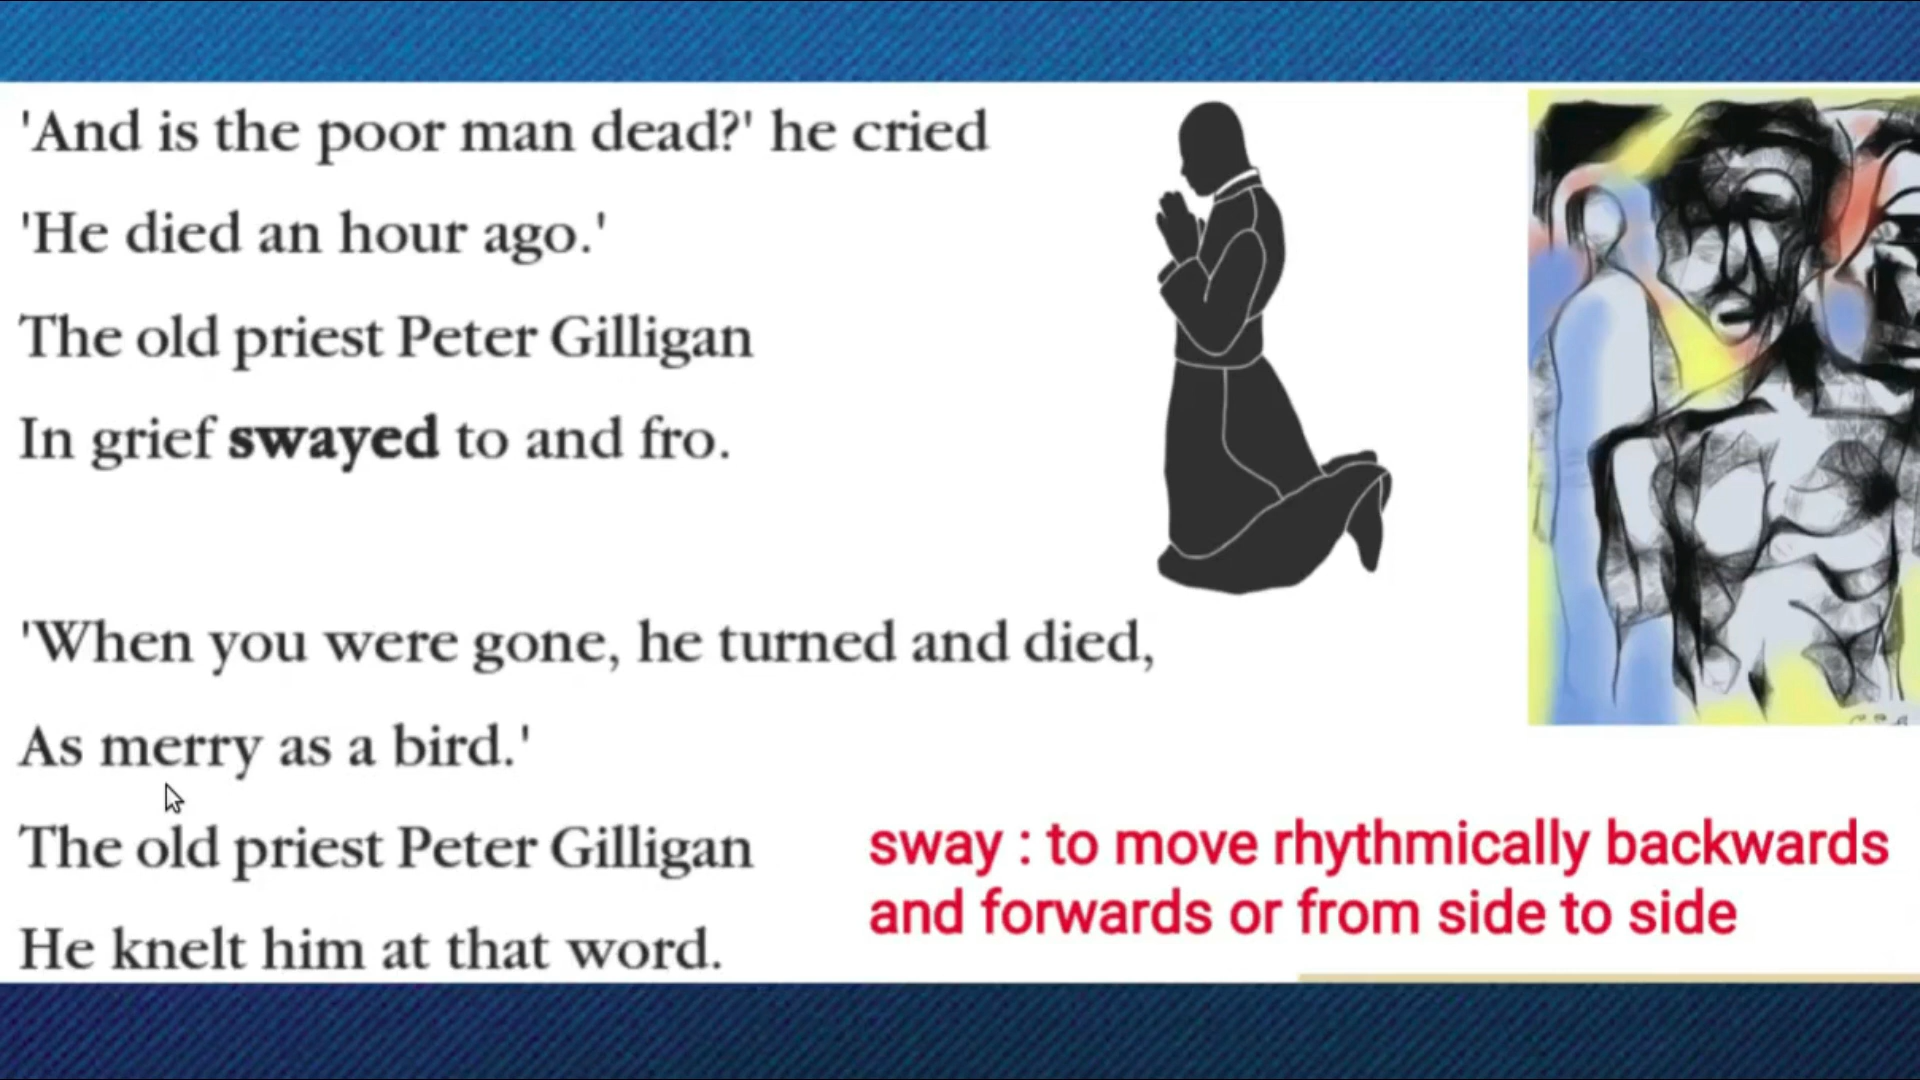 'And is the poor man dead?' he cried
'He died an hour ago.'
The old priest Peter Gilligan
In grief swayed to and fro.
'When you were gone, he turned and died,
As merry as a bird.'
The old priest Peter Gilligan
He knelt him at that word.
sway : to move rhythmically backwards
and forwards or from side to side